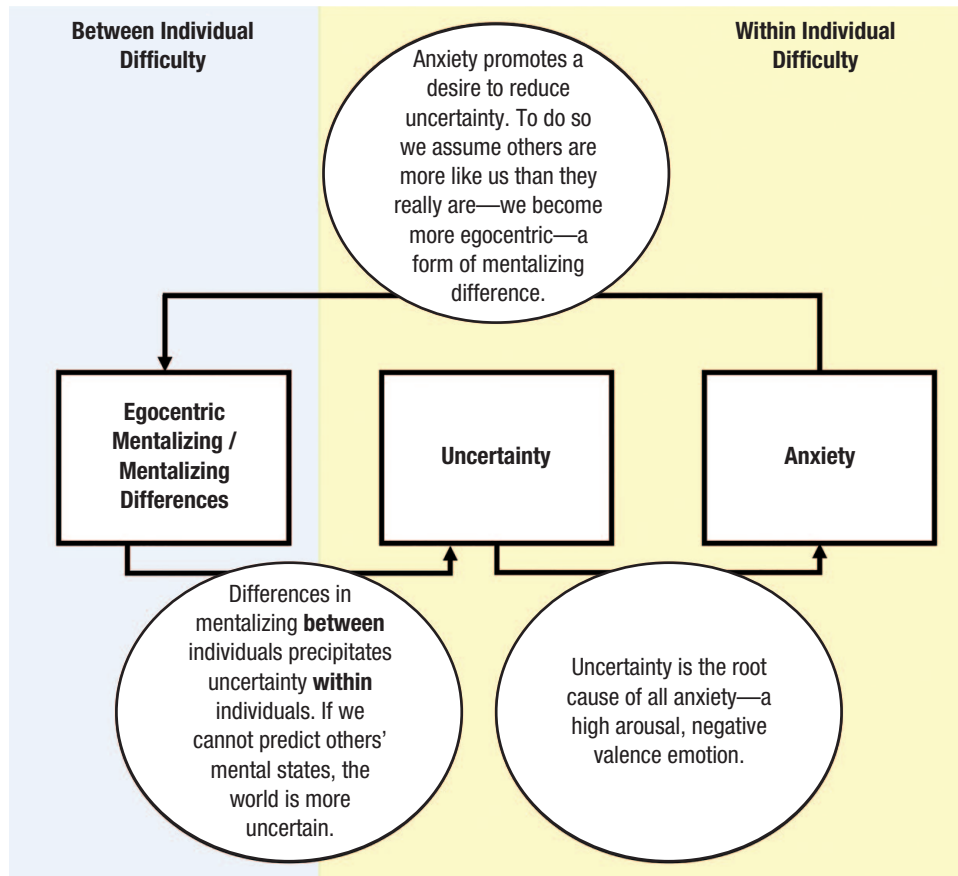 Between Individual
Difficulty
Within Individual
Difficulty
Anxiety promotes a
desire to reduce
uncertainty. To do so
we assume others are
more like us than they
really are—we become
more egocentric—a
form of mentalizing
difference.
Egocentric
Mentalizing /
Mentalizing
Differences
Uncertainty
Anxiety
Differences in
mentalizing between
individuals precipitates
uncertainty within
individuals. If we
cannot predict others’
mental states, the
world is more
uncertain.
Uncertainty is the root
cause of all anxiety—a
high arousal, negative
valence emotion.